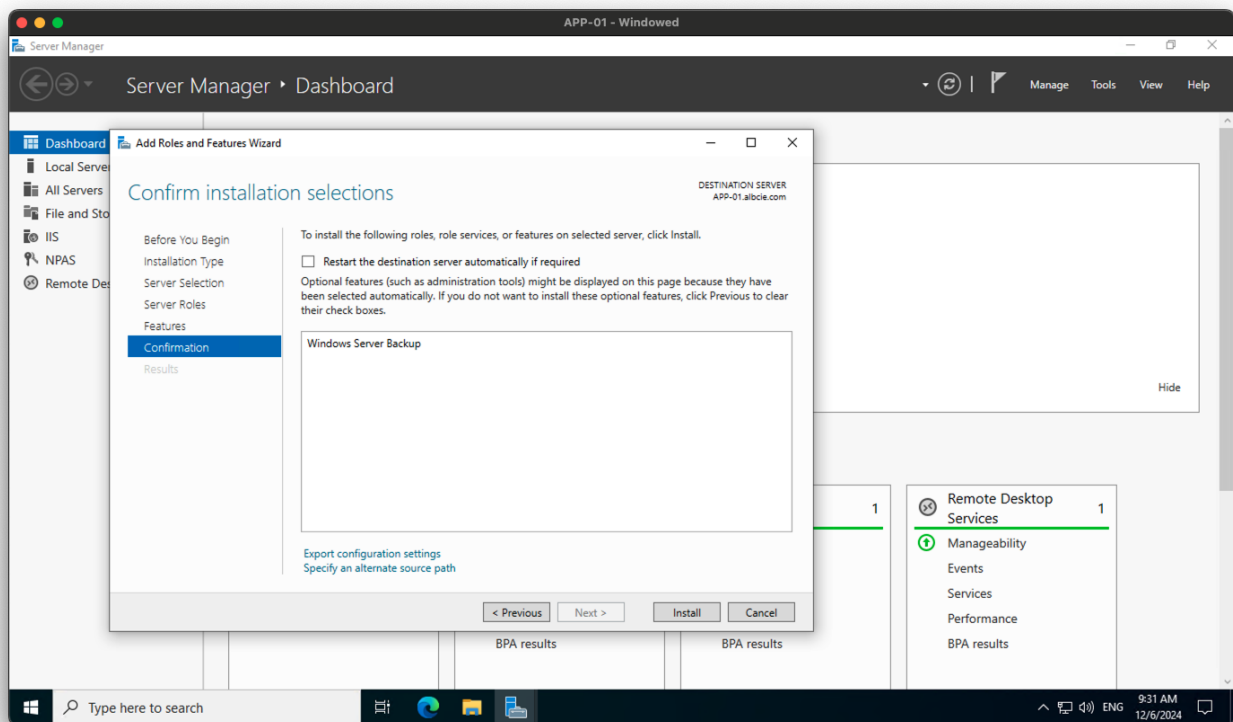 APP-01 - Windowed
Server Manager
Server Manager ‣ Dashboard
Manage
Tools
View
Help
Dashboard
Local Server
All Servers
File and Sto
IIS
NPAS
Remote Des
Add Roles and Features Wizard
Confirm installation selections
DESTINATION SERVER
APP-01.albcie.com
Before You Begin
Installation Type
Server Selection
Server Roles
Features
Confirmation
Results
To install the following roles, role services, or features on selected server, click Install.
Restart the destination server automatically if required
Optional features (such as administration tools) might be displayed on this page because they have
been selected automatically. If you do not want to install these optional features, click Previous to clear
their check boxes.
Windows Server Backup
Export configuration settings
Specify an alternate source path
< Previous
Next >
Install
Cancel
Hide
1
Remote Desktop
Services
1
Manageability
Events
Services
Performance
BPA results
BPA results
BPA results
Type here to search
ENG
9:31 AM
12/6/2024